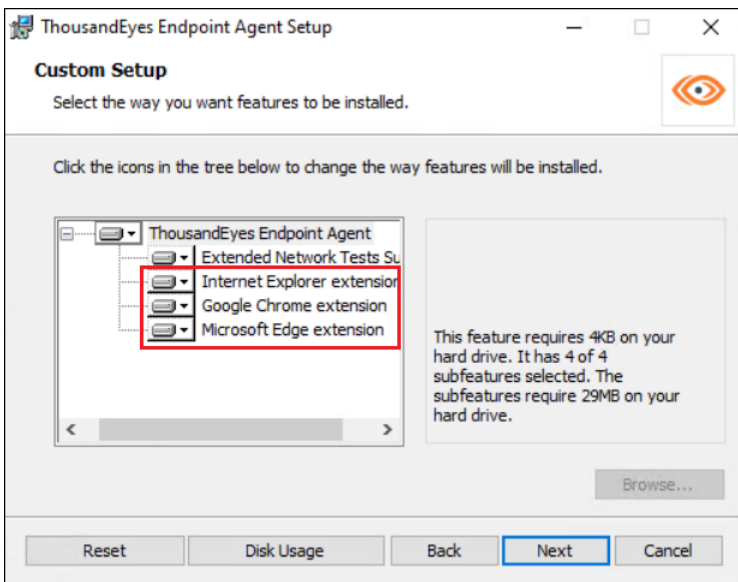 ThousandEyes Endpoint Agent Setup
Custom Setup
Select the way you want features to be installed.
Click the icons in the tree below to change the way features will be installed.
ThousandEyes Endpoint Agent
Extended Network Tests Su
Internet Explorer extension
Google Chrome extension
Microsoft Edge extension
This feature requires 4KB on your
hard drive. It has 4 of 4
subfeatures selected. The
subfeatures require 29MB on your
hard drive.
Browse...
Reset Disk Usage Back Next Cancel